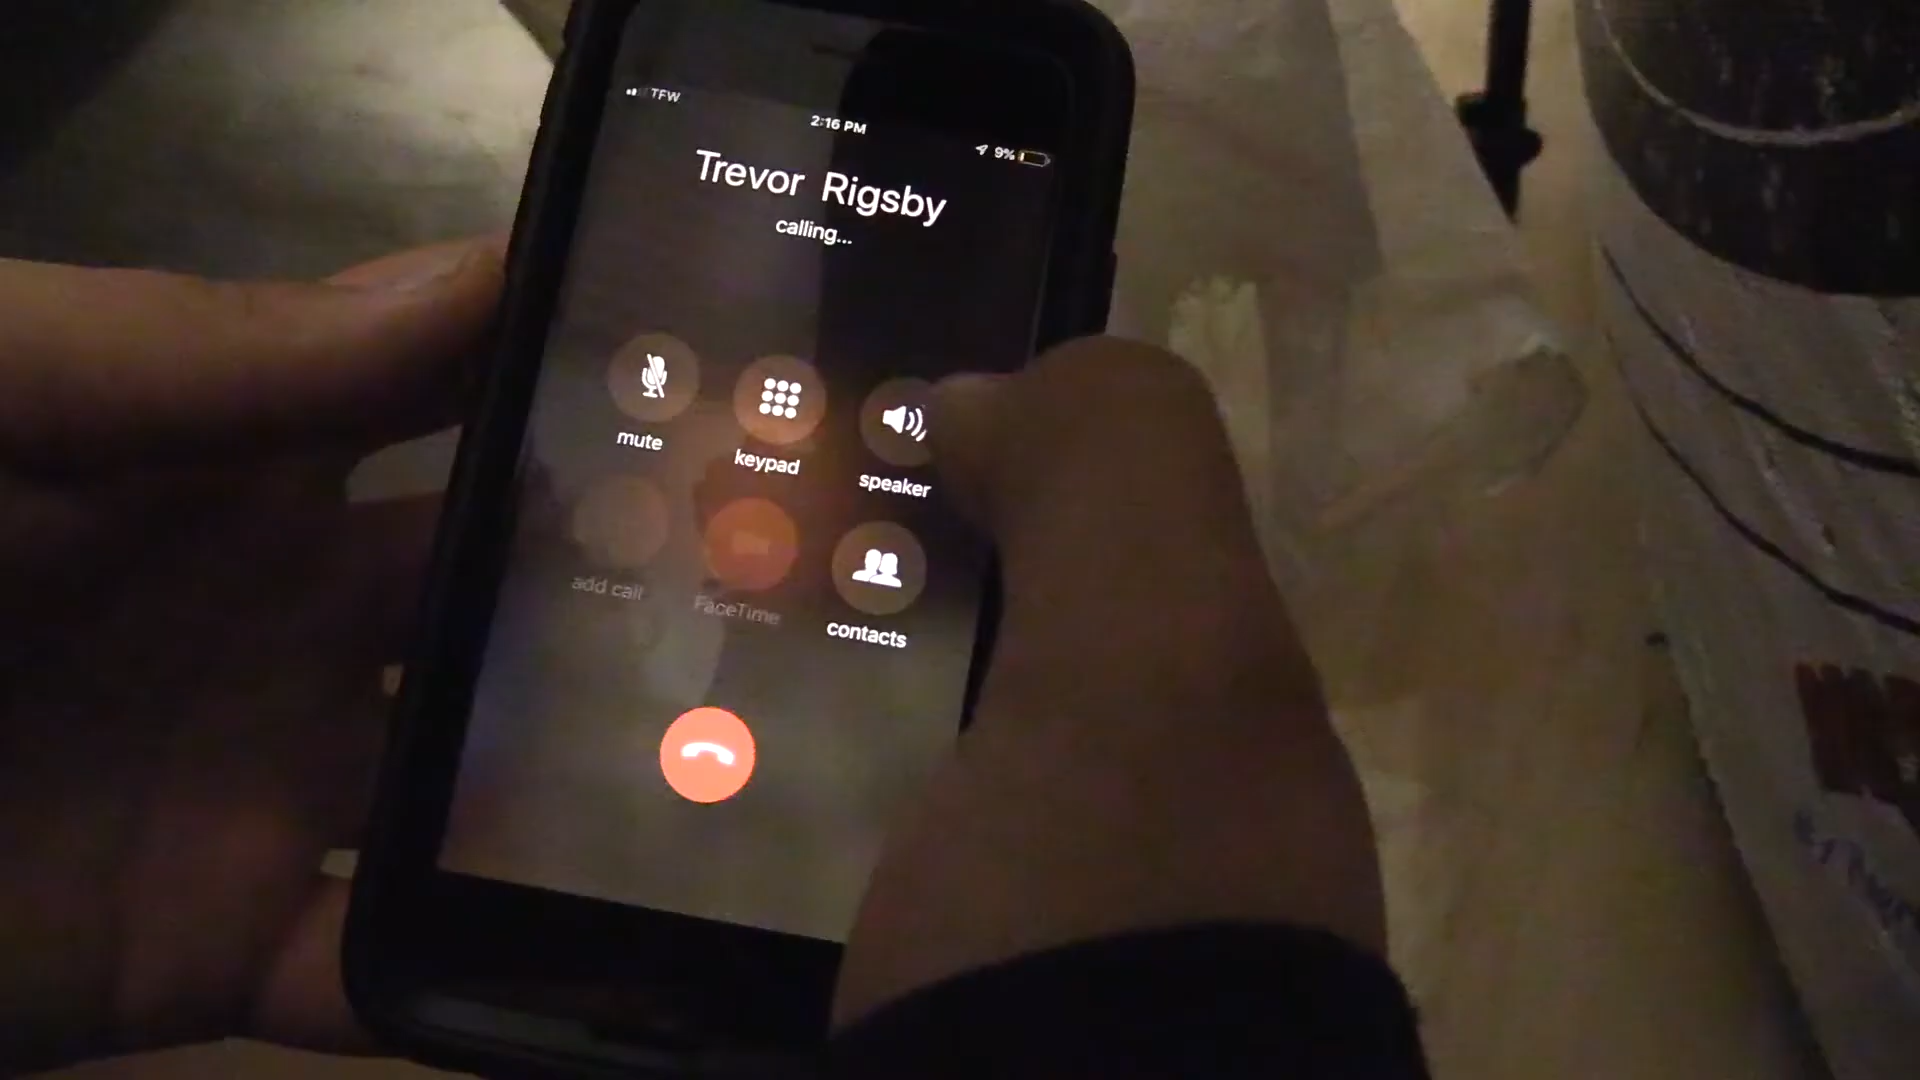 TFW
2:16 PM
9%
Trevor Rigsby
calling...
mute
keypad
speaker
add call
FaceTime
contacts